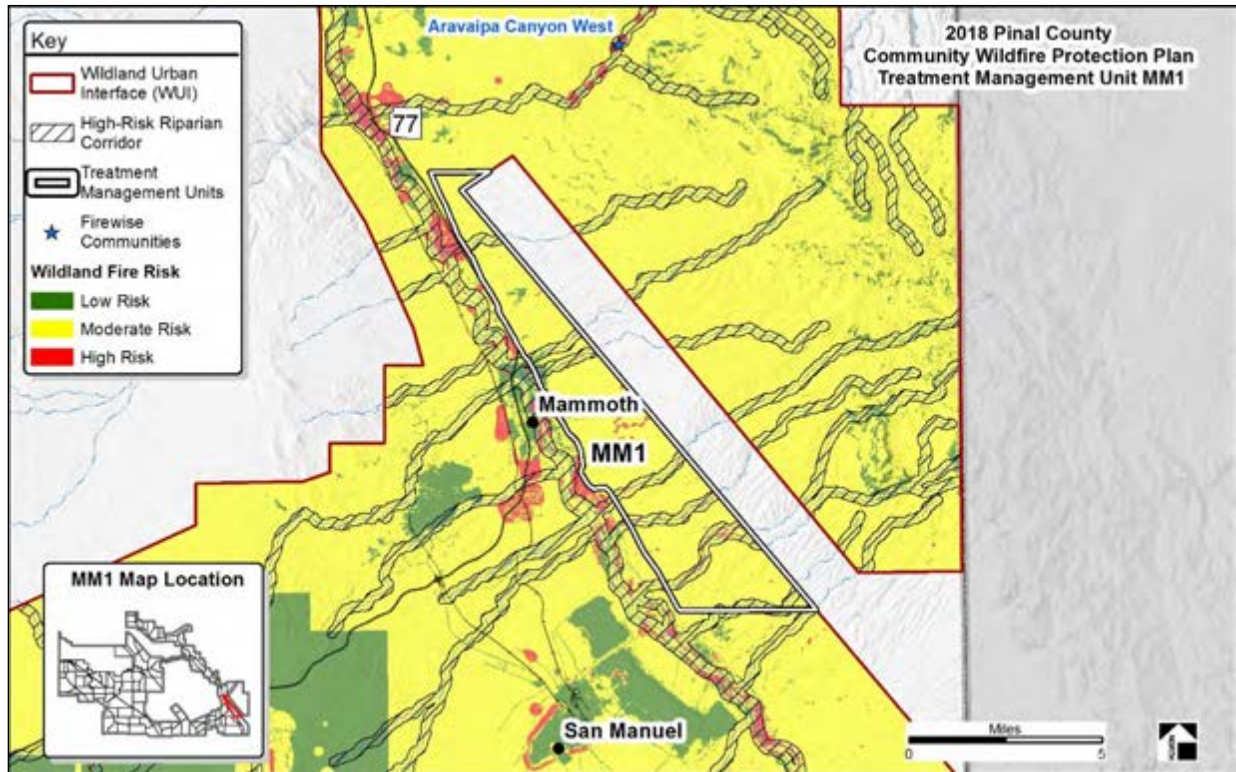 Key
Wildland Urban
Interface (WUI)
High-Risk Riparian
Corridor
Treatment
Management Units
Firewise
Communities
Wildland Fire Risk
Low Risk
Moderate Risk
High Risk
Aravaipa Canyon West
2018 Pinal County
Community Wildfire Protection Plan
Treatment Management Unit MM1
77
Mammoth
MM1
San Manuel
MM1 Map Location
Miles
0
5